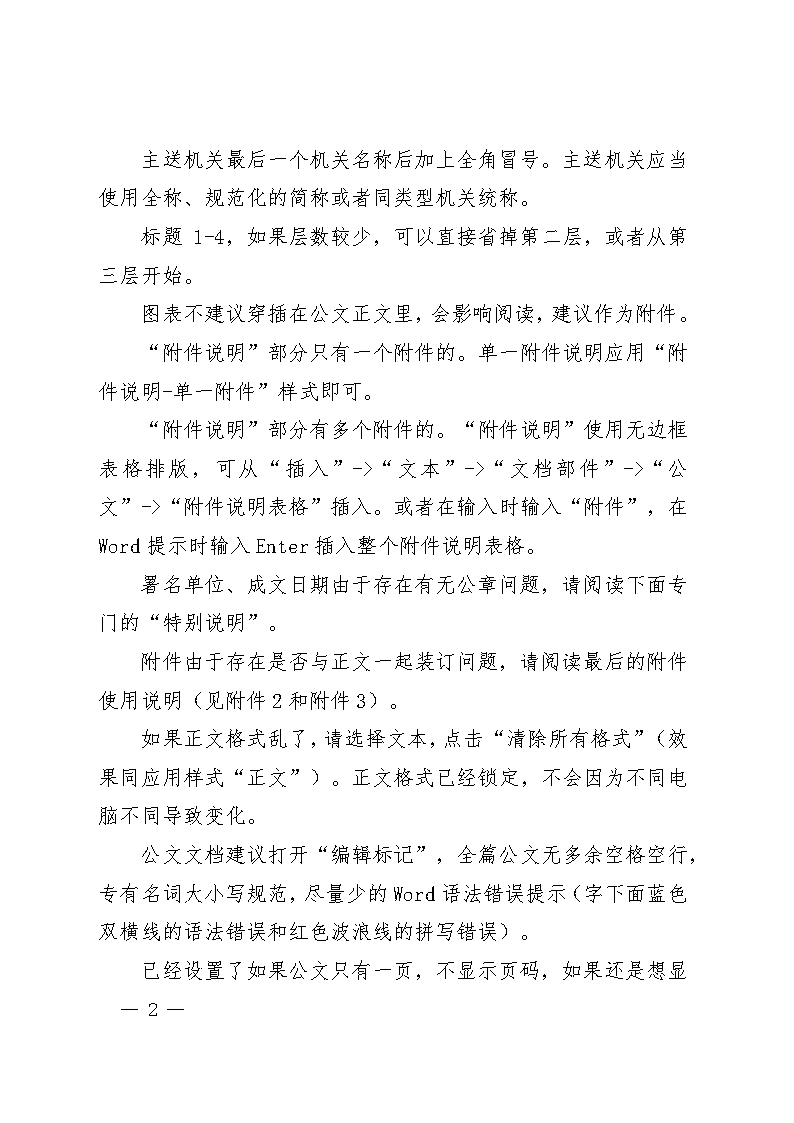 主送机关最后一个机关名称后加上全角冒号。主送机关应当
使用全称、规范化的简称或者同类型机关统称。
标题 1-4，如果层数较少，可以直接省掉第二层，或者从第
三层开始。
图表不建议穿插在公文正文里，会影响阅读，建议作为附件。
“附件说明”部分只有一个附件的。单一附件说明应用“附
件说明-单一附件”样式即可。
“附件说明”部分有多个附件的。“附件说明”使用无边框
表格排版，可从“插入”->“文本”->“文档部件”->“公
文”->“附件说明表格”插入。或者在输入时输入“附件”，在
Word 提示时输入 Enter 插入整个附件说明表格。
署名单位、成文日期由于存在有无公章问题，请阅读下面专
门的“特别说明”。
附件由于存在是否与正文一起装订问题，请阅读最后的附件
使用说明（见附件 2 和附件 3）。
如果正文格式乱了，请选择文本，点击“清除所有格式”（效
果同应用样式“正文”）。正文格式已经锁定，不会因为不同电
脑不同导致变化。
公文文档建议打开“编辑标记”，全篇公文无多余空格空行，
专有名词大小写规范，尽量少的 Word 语法错误提示（字下面蓝色
双横线的语法错误和红色波浪线的拼写错误）。
已经设置了如果公文只有一页，不显示页码，如果还是想显
— 2 —